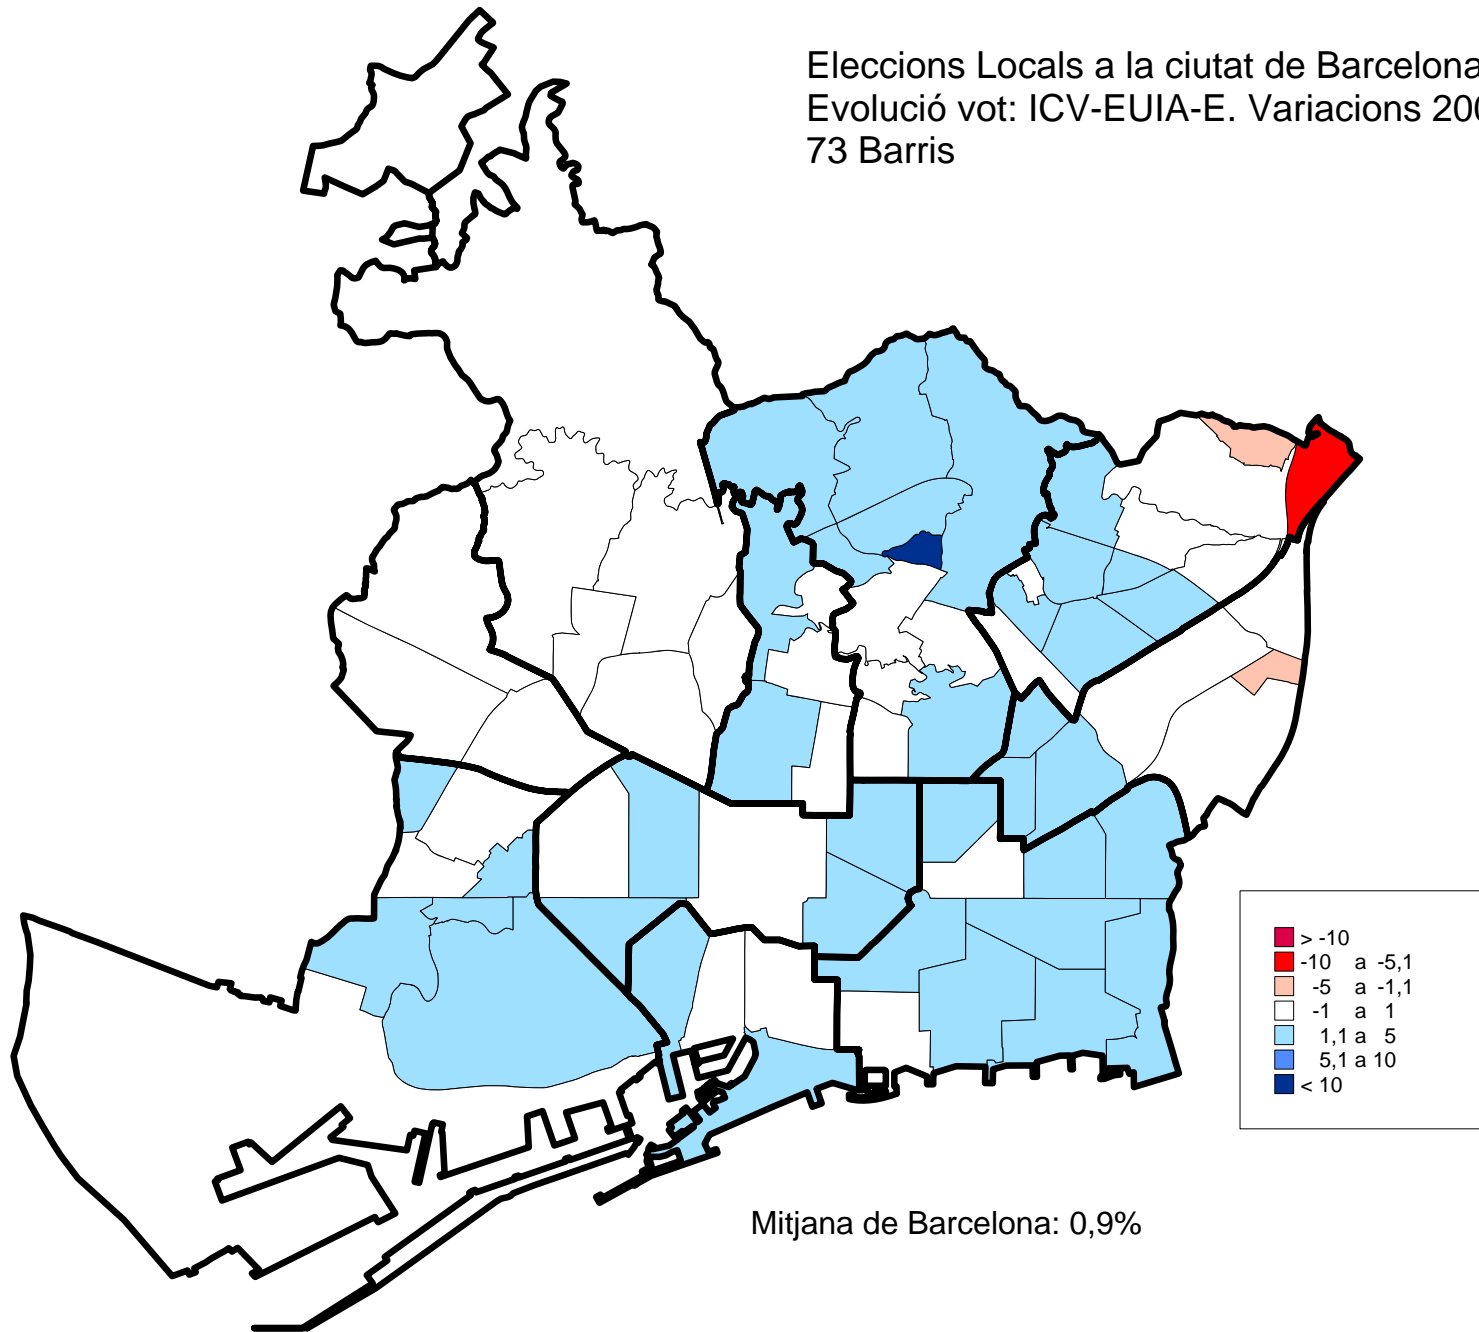 Eleccions Locals a la ciutat de Barcelona
Evolució vot: ICV-EUIA-E. Variacions 200
73 Barris
> -10
-10 a -5,1
-5 a -1,1
-1 a 1
1,1 a 5
5,1 a 10
< 10
Mitjana de Barcelona: 0,9%